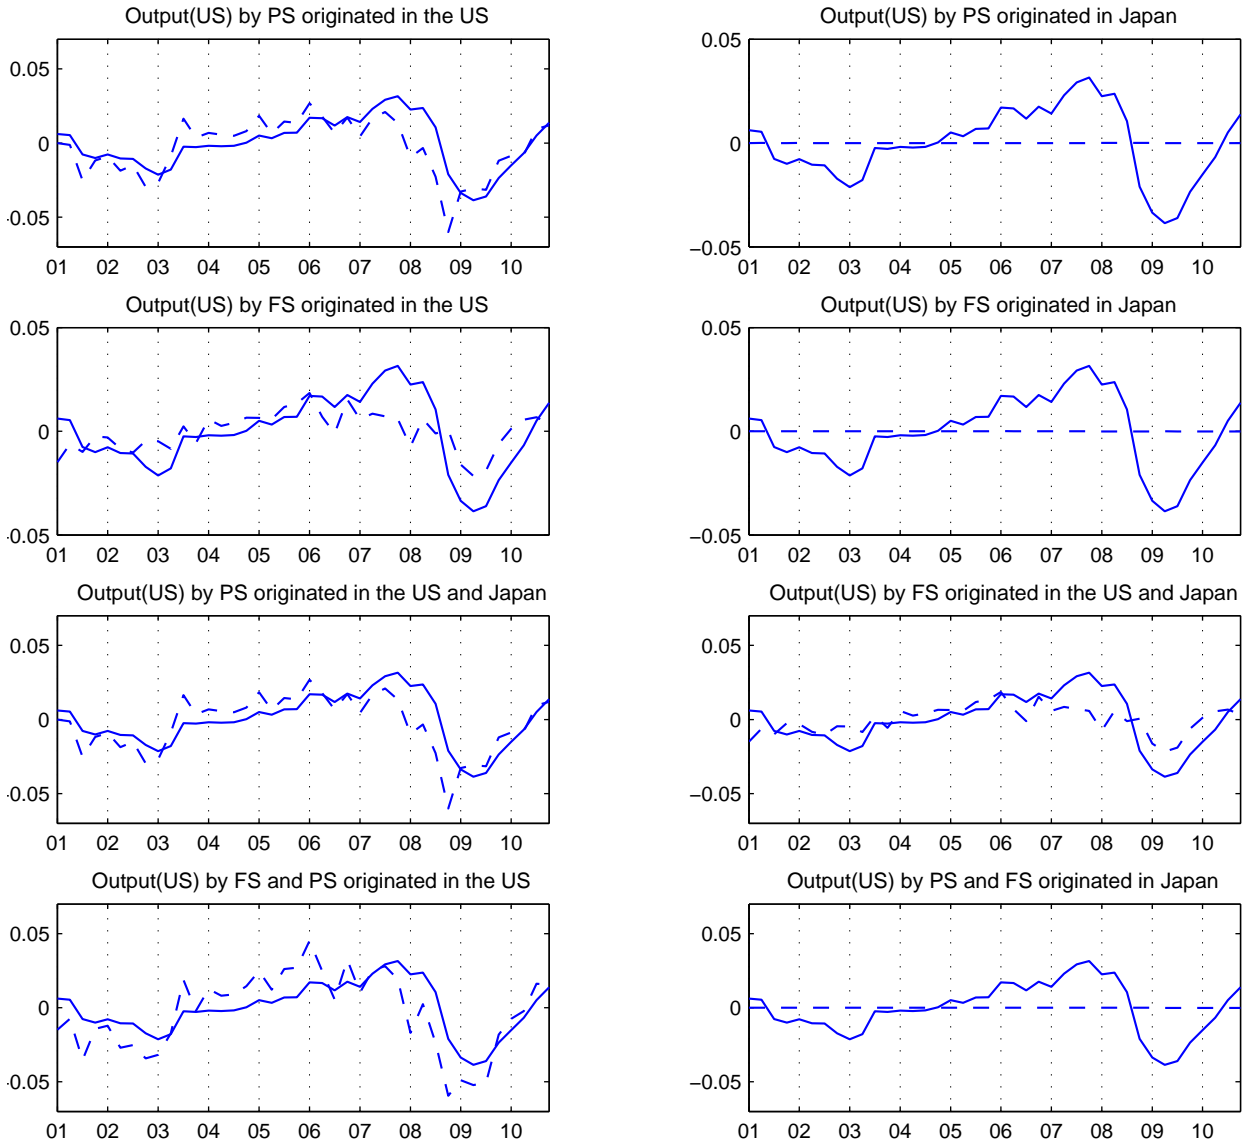 Output(US) by PS originated in the US
0.05
0
-0.05
01 02 03 04 05 06 07 08 09 10
Output(US) by PS originated in Japan
0.05
0
−0.05
01 02 03 04 05 06 07 08 09 10
Output(US) by FS originated in the US
0.05
0
-0.05
01 02 03 04 05 06 07 08 09 10
Output(US) by FS originated in Japan
0.05
0
−0.05
01 02 03 04 05 06 07 08 09 10
Output(US) by PS originated in the US and Japan
0.05
0
-0.05
01 02 03 04 05 06 07 08 09 10
Output(US) by FS originated in the US and Japan
0.05
0
−0.05
01 02 03 04 05 06 07 08 09 10
Output(US) by FS and PS originated in the US
0.05
0
-0.05
01 02 03 04 05 06 07 08 09 10
Output(US) by PS and FS originated in Japan
0.05
0
−0.05
01 02 03 04 05 06 07 08 09 10